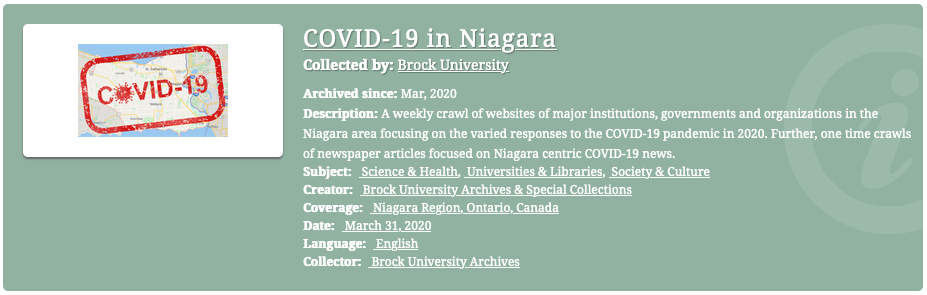 COVID-19 in Niagara
Collected by: Brock University
Archived since: Mar, 2020
Description: A weekly crawl of websites of major institutions, governments and organizations in the
Niagara area focusing on the varied responses to the COVID-19 pandemic in 2020. Further, one time crawls
of newspaper articles focused on Niagara centric COVID-19 news.
Subject: Science & Health, Universities & Libraries, Society & Culture
Creator: Brock University Archives & Special Collections
Coverage: Niagara Region, Ontario, Canada
Date: March 31, 2020
Language: English
Collector: Brock University Archives
COVID-19